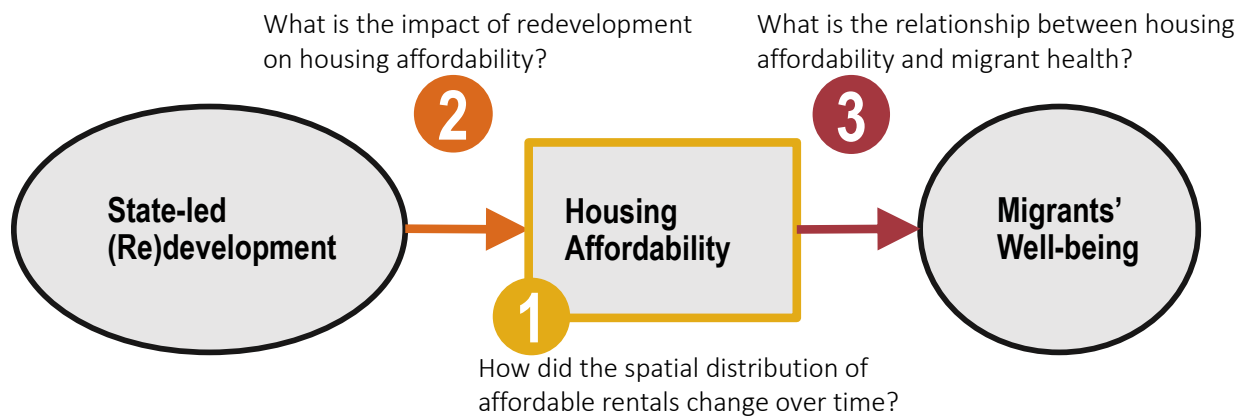 What is the impact of redevelopment
on housing affordability?
What is the relationship between housing
affordability and migrant health?
2
3
State-led
(Re)development
Housing
Affordability
Migrants’
Well-being
1
How did the spatial distribution of
affordable rentals change over time?